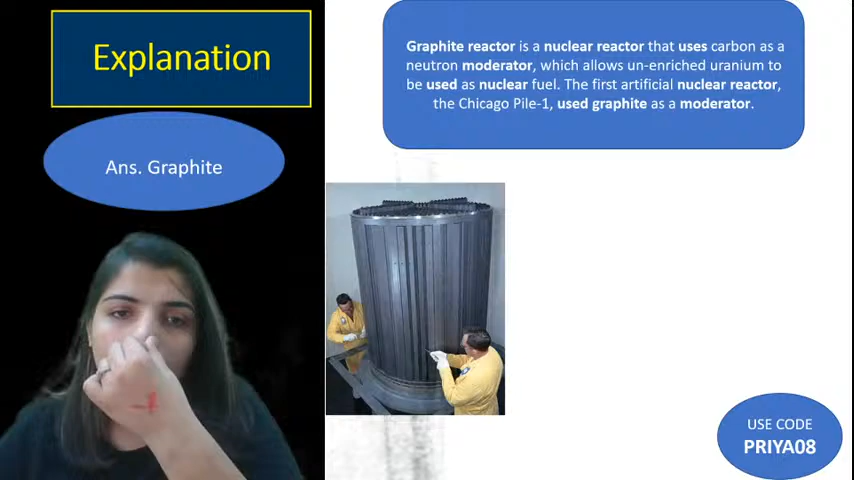 Explanation
Ans. Graphite
Graphite reactor is a nuclear reactor that uses carbon as a
neutron moderator, which allows un-enriched uranium to
be used as nuclear fuel. The first artificial nuclear reactor,
the Chicago Pile-1, used graphite as a moderator.
USE CODE
PRIYA08